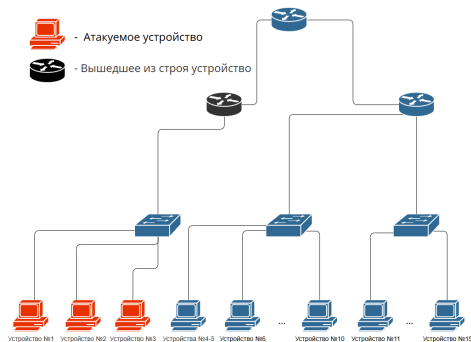 - Атакуемое устройство
- Вышедшее из строя устройство
Устройство №1
Устройство №2
Устройство №3
Устройства №4-5
Устройство №6
...
Устройство №10
Устройство №11
...
Устройство №15